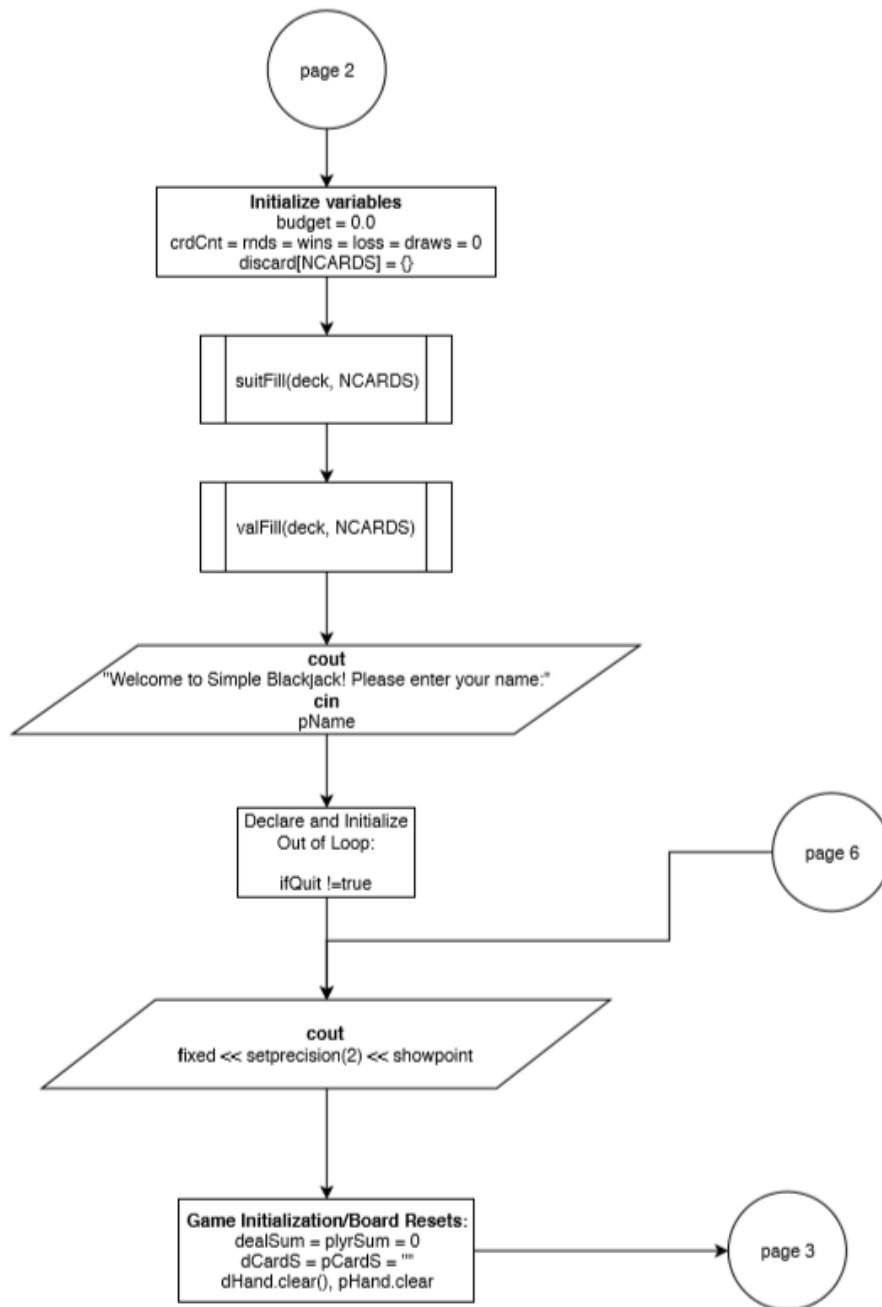 page 2
Initialize variables
budget = 0.0
crdCnt = rnds = wins = loss = draws = 0
discard[NCARDS] = {}
suitFill(deck, NCARDS)
valFill(deck, NCARDS)
cout
"Welcome to Simple Blackjack! Please enter your name:"
cin
pName
Declare and Initialize
Out of Loop:
ifQuit !=true
page 6
cout
fixed << setprecision(2) << showpoint
Game Initialization/Board Resets:
dealSum = plyrSum = 0
dCardS = pCardS = ""
dHand.clear(), pHand.clear
page 3